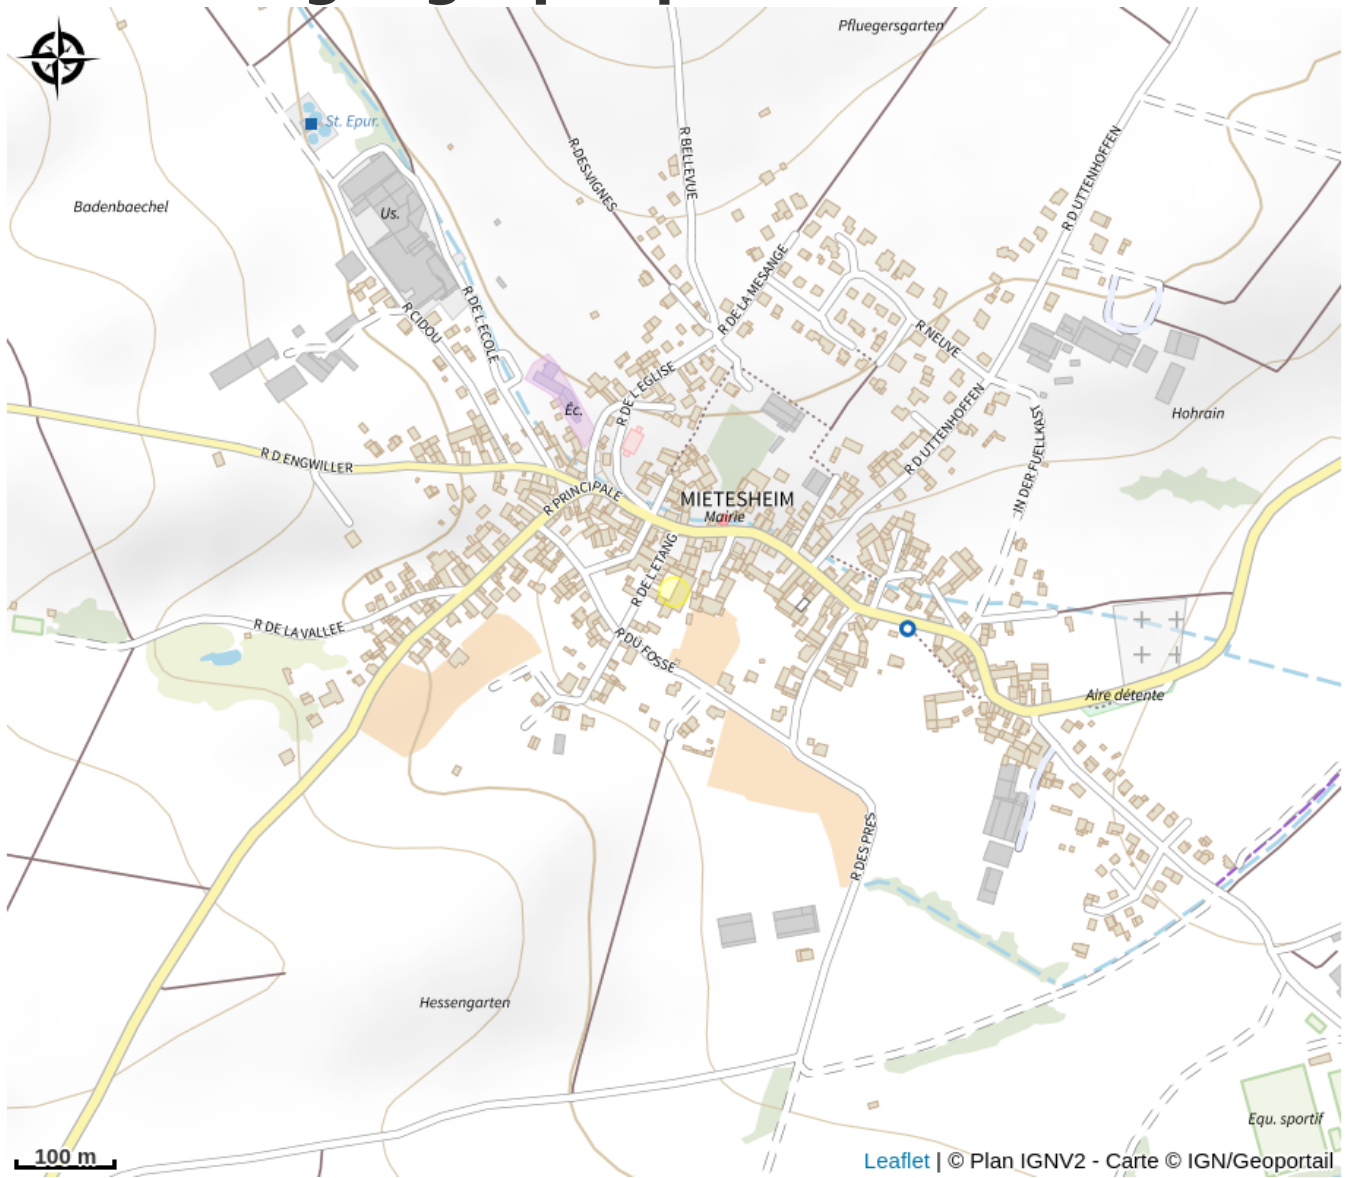 Pfluegersgarten
St. Epur.
R DES VIGNES
R BELLEVUE
R D UTTENHOFFEN
Badenbaechel
Us.
R DE LA MESANGE
R DE L'ECOLE
R CIDOU
R NEUVE
R DE L'EGLISE
Éc.
Hohrain
R D UTTENHOFFEN
IN DER FUELLKAST
R D ENGWILLER
R PRINCIPALE
MIETESHEIM
Mairie
R DE L'ETANG
R DE LA VALLEE
R DU FOSSE
Aire détente
R DES PRES
Hessengarten
Equ. sportif
100 m
Leaflet | © Plan IGNV2 - Carte © IGN/Geoportail